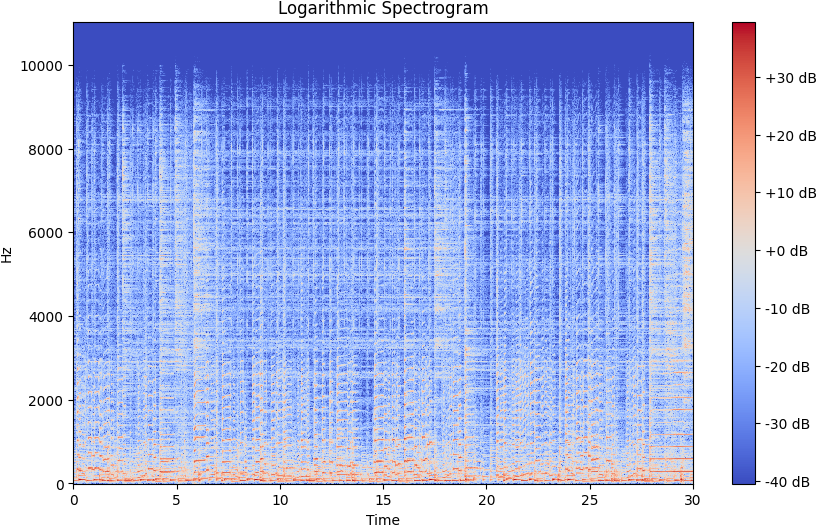 Logarithmic Spectrogram
Hz
10000
8000
6000
4000
2000
0
0 5 10 15 20 25 30
Time
+30 dB
+20 dB
+10 dB
+0 dB
-10 dB
-20 dB
-30 dB
-40 dB